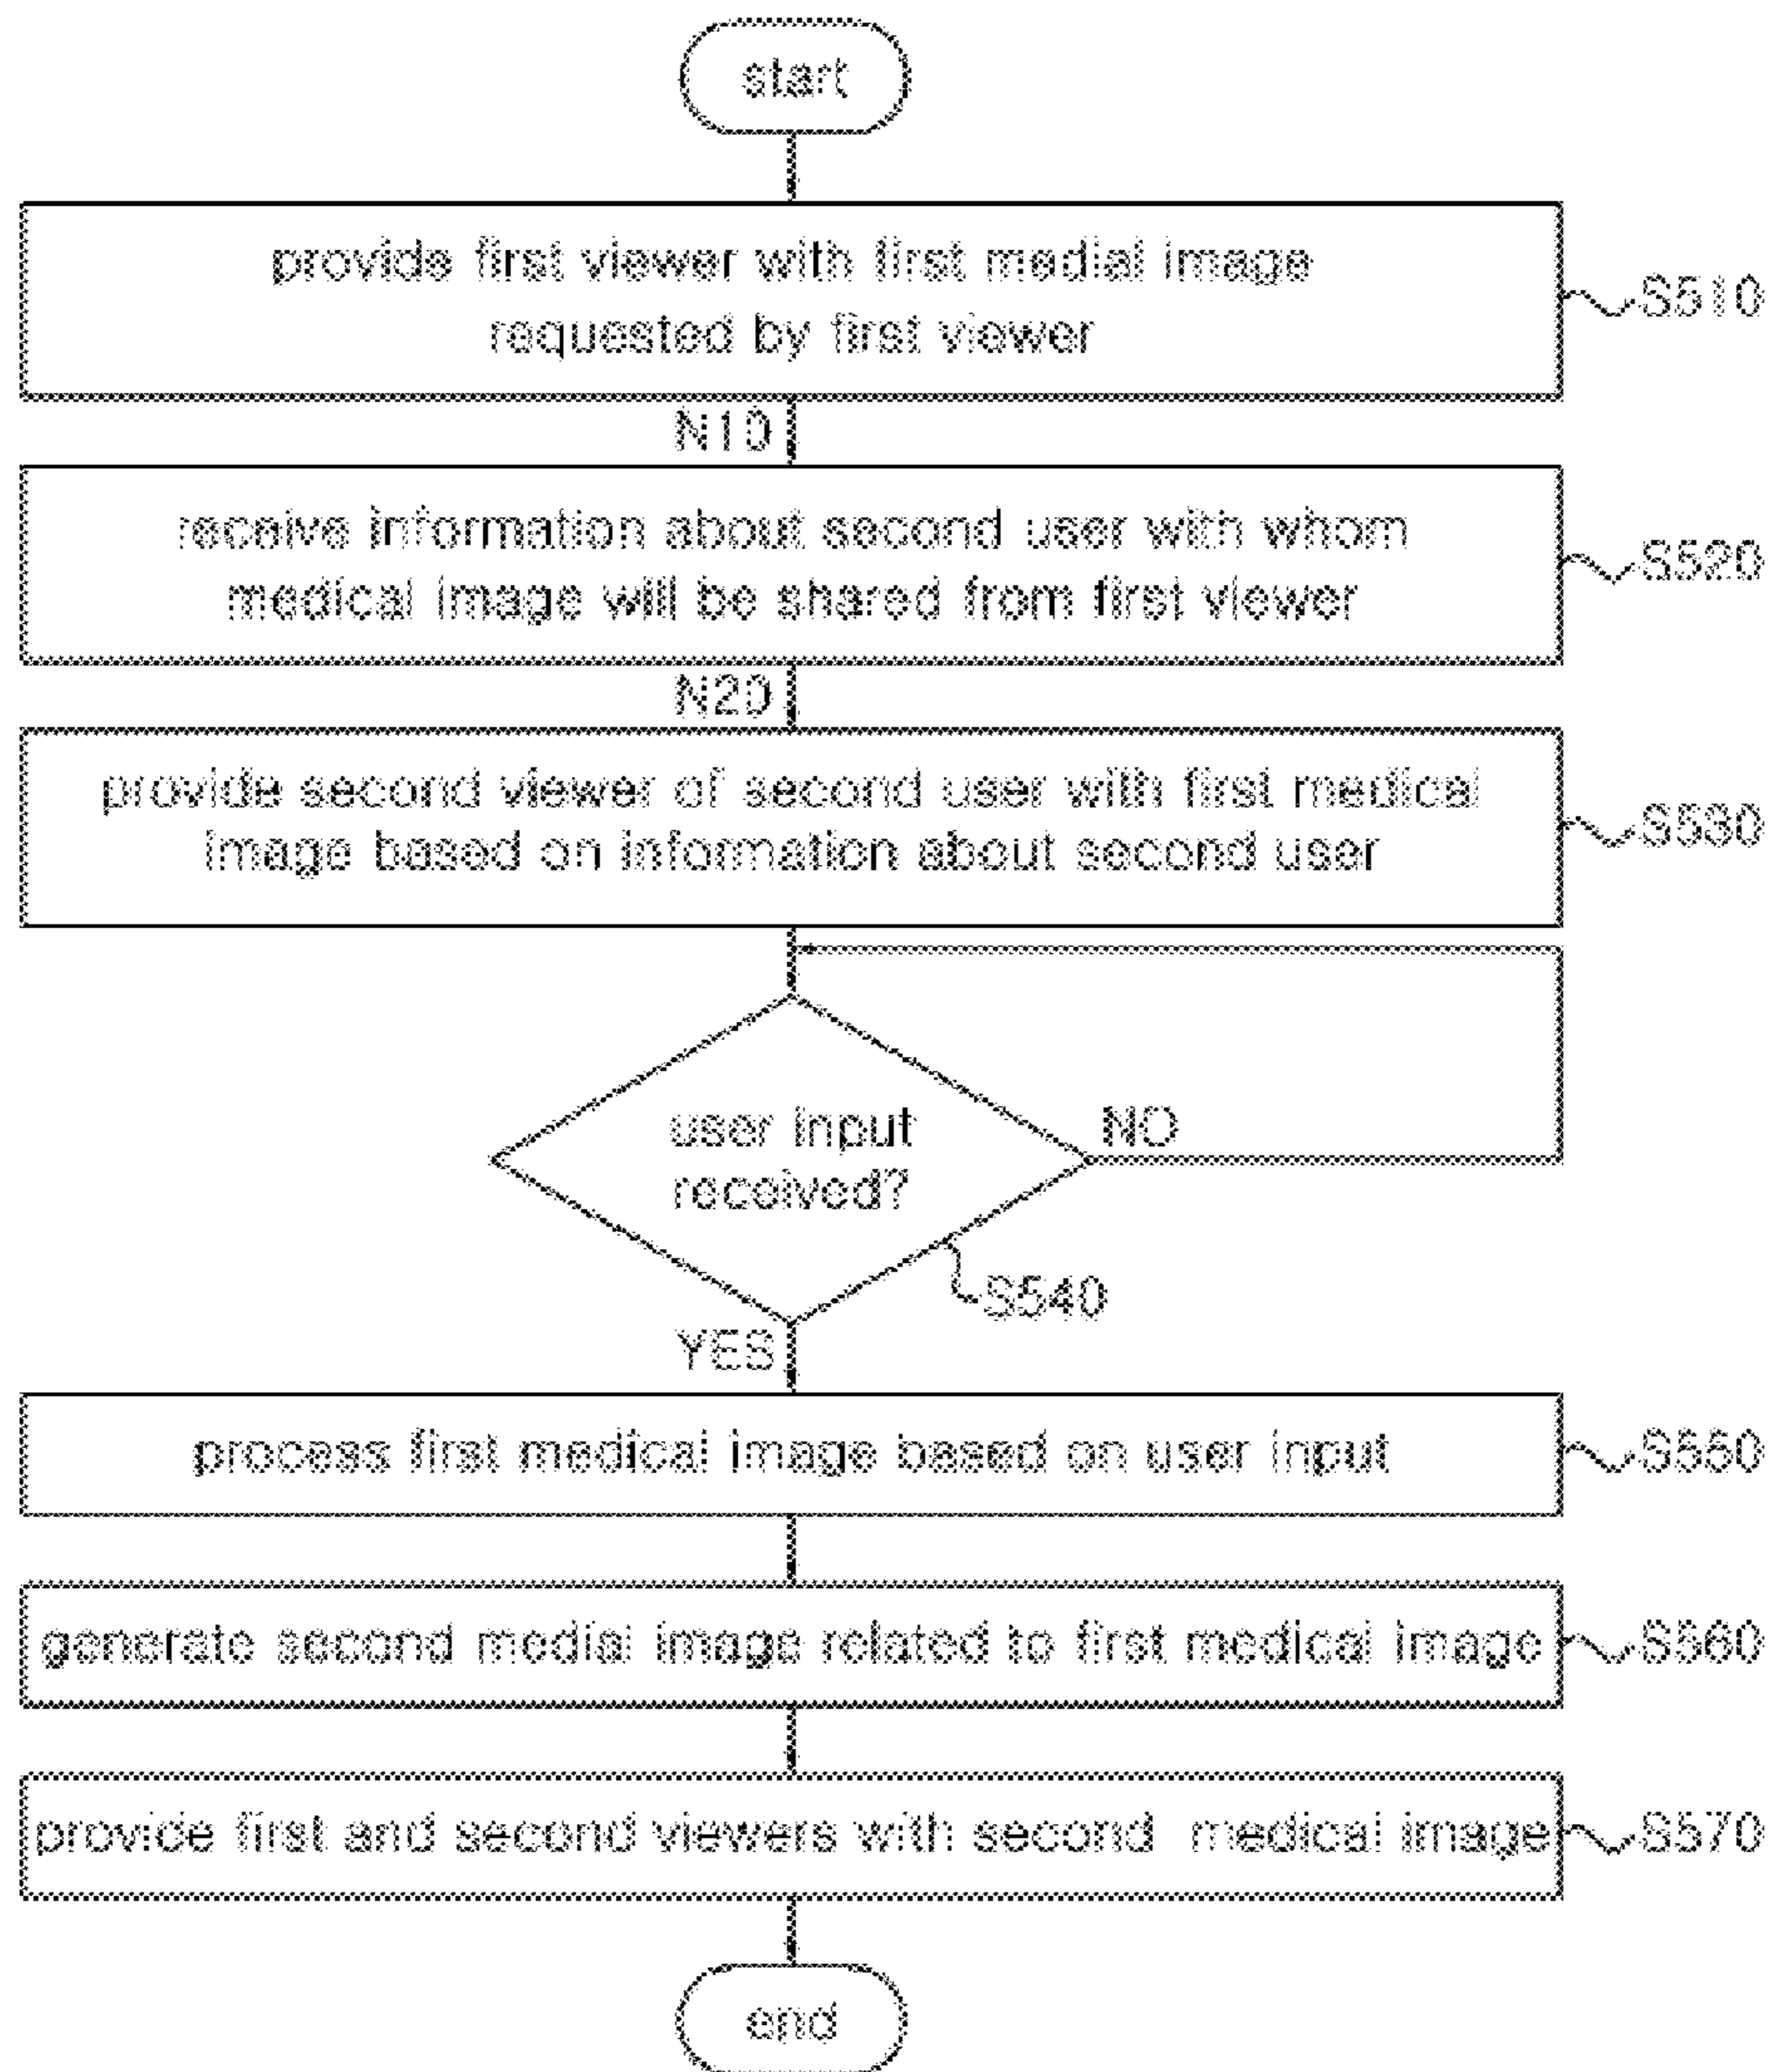 start
provide first viewer with first medial image
requested by first viewer
S510
N10
receive information about second user with whom
medical image will be shared from first viewer
S520
N20
provide second viewer of second user with first medical
image based on information about second user
S530
user input
received?
NO
S540
YES
process first medical image based on user input
S550
generate second medial image related to first medical image
S560
provide first and second viewers with second medical image
S570
end